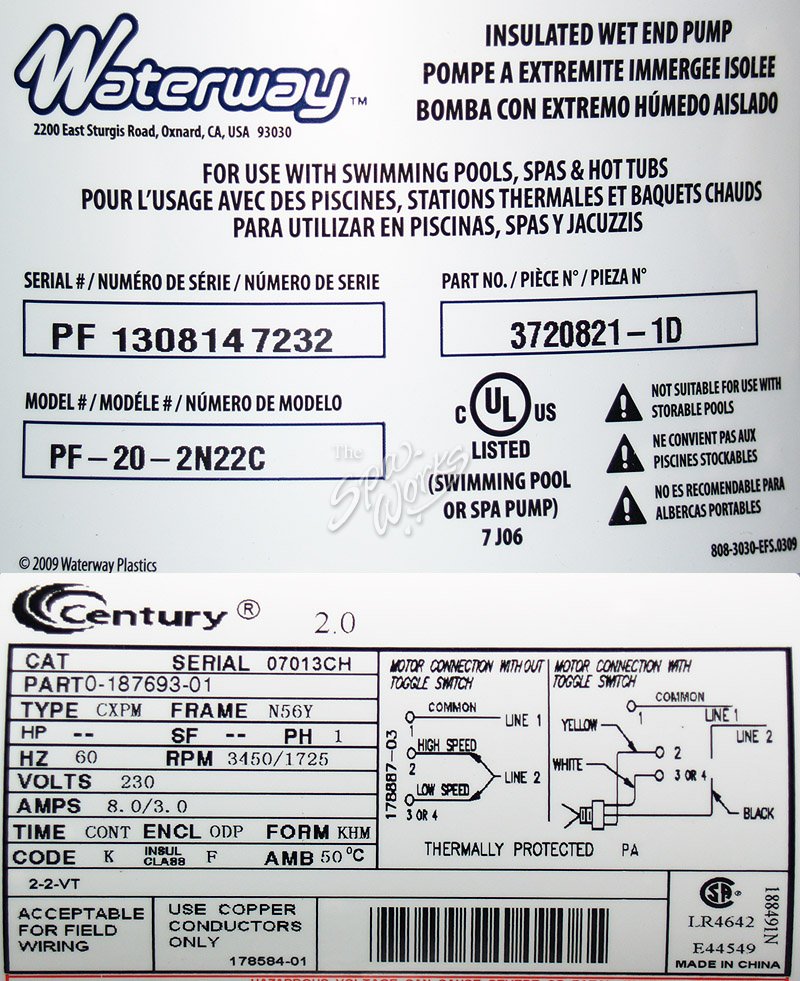 Waterway™
2200 East Sturgis Road, Oxnard, CA, USA 93030
INSULATED WET END PUMP
POMPE A EXTREMITE IMMERGEE ISOLEE
BOMBA CON EXTREMO HÚMEDO AISLADO
FOR USE WITH SWIMMING POOLS, SPAS & HOT TUBS
POUR L'USAGE AVEC DES PISCINES, STATIONS THERMALES ET BAQUETS CHAUDS
PARA UTILIZAR EN PISCINAS, SPAS Y JACUZZIS
SERIAL # / NUMÉRO DE SÉRIE / NÚMERO DE SERIE
PF 1308147232
PART NO. / PIÈCE N° / PIEZA N°
3720821-1D
MODEL # / MODÉLE # / NÚMERO DE MODELO
PF-20-2N22C
The
Spa
Works
C UL US
LISTED
(SWIMMING POOL
OR SPA PUMP)
7 J06
NOT SUITABLE FOR USE WITH
STORABLE POOLS
NE CONVIENT PAS AUX
PISCINES STOCKABLES
NO ES RECOMENDABLE PARA
ALBERCAS PORTABLES
808-3030-EFS.0309
© 2009 Waterway Plastics
Century® 2.0
CAT SERIAL 07013CH
PART 0-187693-01
TYPE CXPM FRAME N56Y
HP -- SF -- PH 1
HZ 60 RPM 3450/1725
VOLTS 230
AMPS 8.0/3.0
TIME CONT ENCL ODP FORM KHM
CODE K INSUL CLASS F AMB 50°C
MOTOR CONNECTION WITHOUT
TOGGLE SWITCH
COMMON
1
LINE 1
HIGH SPEED
2
LINE 2
LOW SPEED
3 OR 4
178887-03
MOTOR CONNECTION WITH
TOGGLE SWITCH
COMMON
1
LINE 1
LINE 2
YELLOW
2
WHITE
3 OR 4
BLACK
THERMALLY PROTECTED PA
2-2-VT
ACCEPTABLE
FOR FIELD
WIRING
USE COPPER
CONDUCTORS
ONLY
178584-01
SA
LR4642
E44549
188491N
MADE IN CHINA